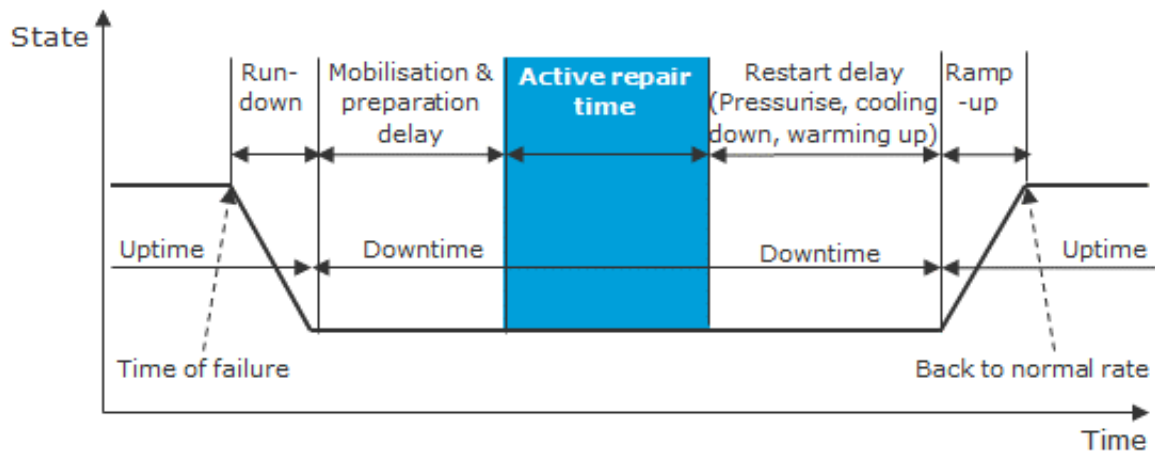 State
Run-
down
Mobilisation &
preparation
delay
Active repair
time
Restart delay
(Pressurise, cooling
down, warming up)
Ramp
-up
Uptime
Downtime
Downtime
Uptime
Time of failure
Back to normal rate
Time